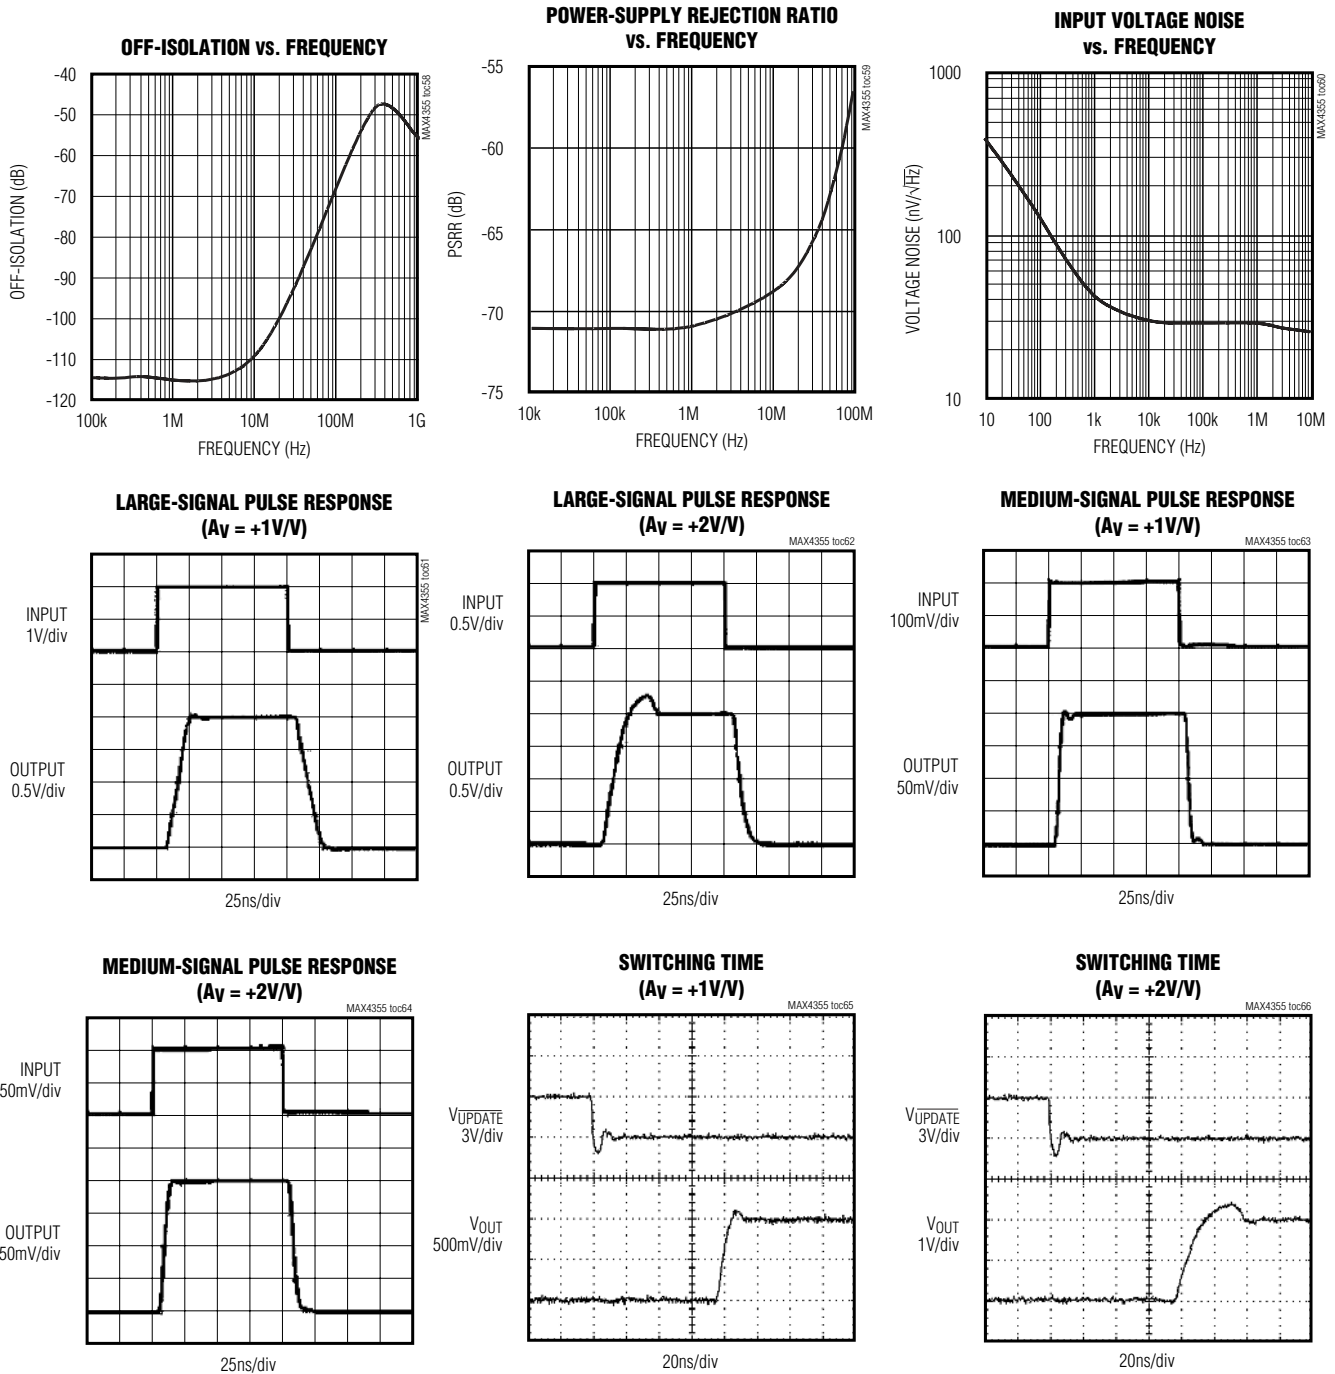 OFF-ISOLATION vs. FREQUENCY
MAX4355 toc58
OFF-ISOLATION (dB)
-40
-50
-60
-70
-80
-90
-100
-110
-120
100k 1M 10M 100M 1G
FREQUENCY (Hz)
POWER-SUPPLY REJECTION RATIO
vs. FREQUENCY
MAX4355 toc59
PSRR (dB)
-55
-60
-65
-70
-75
10k 100k 1M 10M 100M
FREQUENCY (Hz)
INPUT VOLTAGE NOISE
vs. FREQUENCY
MAX4355 toc60
VOLTAGE NOISE (nV/√Hz)
1000
100
10
10 100 1k 10k 100k 1M 10M
FREQUENCY (Hz)
LARGE-SIGNAL PULSE RESPONSE
(AV = +1V/V)
MAX4355 toc61
INPUT
1V/div
OUTPUT
0.5V/div
25ns/div
LARGE-SIGNAL PULSE RESPONSE
(AV = +2V/V)
MAX4355 toc62
INPUT
0.5V/div
OUTPUT
0.5V/div
25ns/div
MEDIUM-SIGNAL PULSE RESPONSE
(AV = +1V/V)
MAX4355 toc63
INPUT
100mV/div
OUTPUT
50mV/div
25ns/div
MEDIUM-SIGNAL PULSE RESPONSE
(AV = +2V/V)
MAX4355 toc64
INPUT
50mV/div
OUTPUT
50mV/div
25ns/div
SWITCHING TIME
(AV = +1V/V)
MAX4355 toc65
VUPDATE
3V/div
VOUT
500mV/div
20ns/div
SWITCHING TIME
(AV = +2V/V)
MAX4355 toc66
VUPDATE
3V/div
VOUT
1V/div
20ns/div